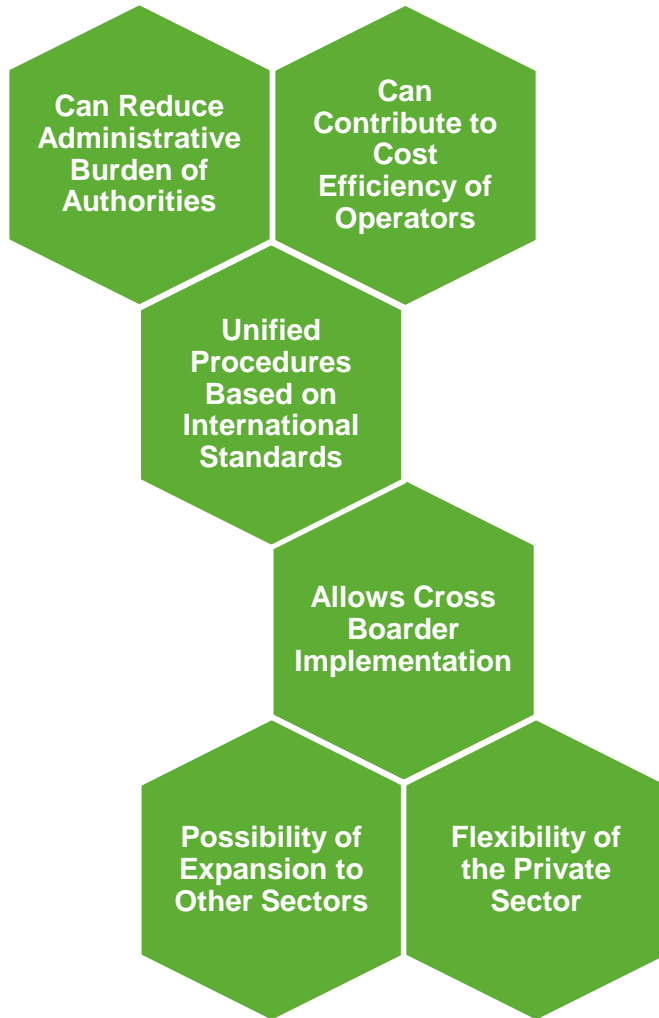 Can Reduce
Administrative
Burden of
Authorities
Can
Contribute to
Cost
Efficiency of
Operators
Unified
Procedures
Based on
International
Standards
Allows Cross
Boarder
Implementation
Possibility of
Expansion to
Other Sectors
Flexibility of
the Private
Sector